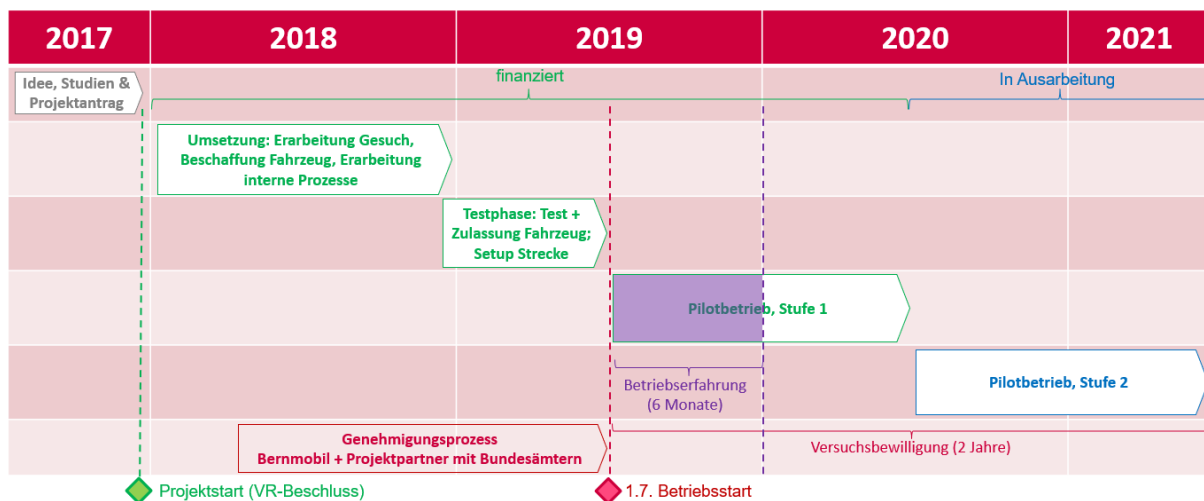 2017
2018
2019
2020
2021
Idee, Studien &
Projektantrag
finanziert
In Ausarbeitung
Umsetzung: Erarbeitung Gesuch,
Beschaffung Fahrzeug, Erarbeitung
interne Prozesse
Testphase: Test +
Zulassung Fahrzeug;
Setup Strecke
Pilotbetrieb, Stufe 1
Betriebserfahrung
(6 Monate)
Pilotbetrieb, Stufe 2
Genehmigungsprozess
Bernmobil + Projektpartner mit Bundesämtern
Versuchsbewilligung (2 Jahre)
Projektstart (VR-Beschluss)
1.7. Betriebsstart